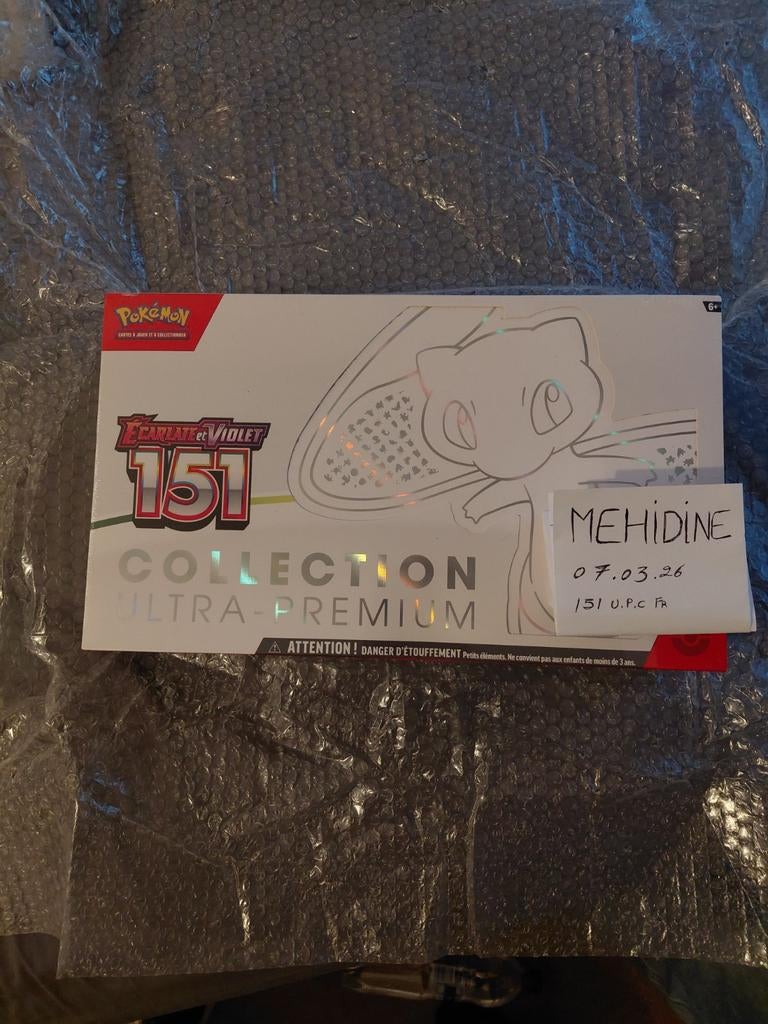 POKÉMON
CARTES À JOUER ET À COLLECTIONNER
6+
ÉCARLATE et VIOLET
151
COLLECTION
ULTRA-PREMIUM
MEHIDINE
07.03.26
151 U.P.C FR
ATTENTION ! DANGER D'ÉTOUFFEMENT Petits éléments. Ne convient pas aux enfants de moins de 3 ans.